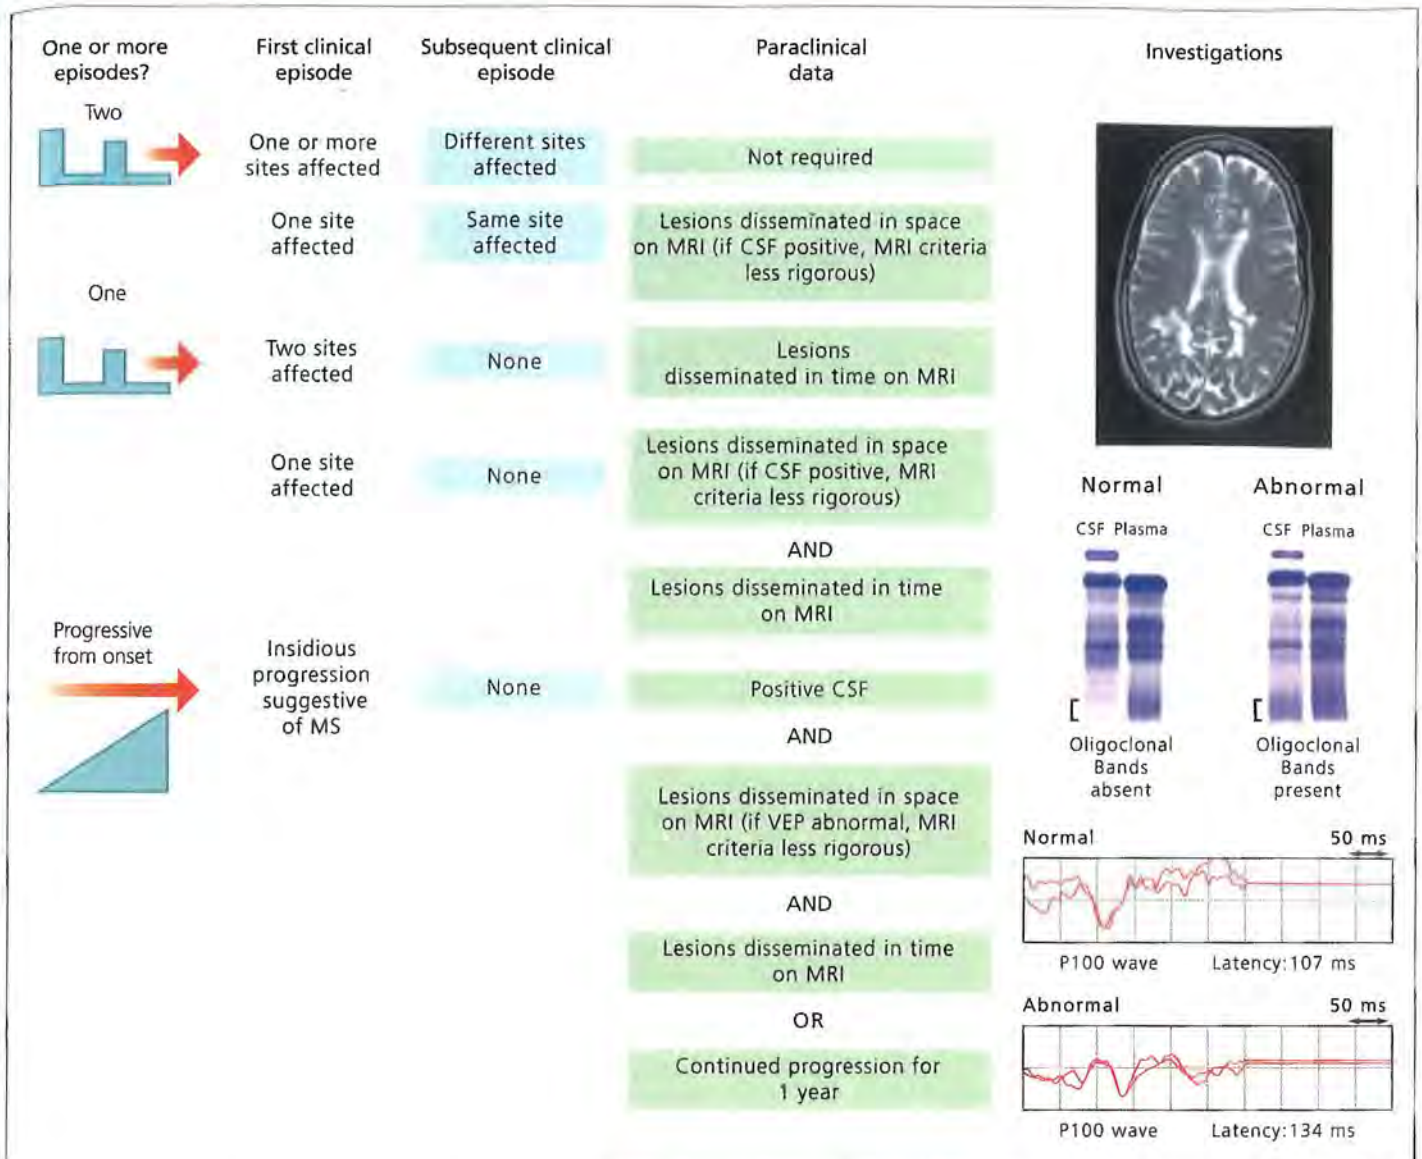 One or more
episodes?
First clinical
episode
Subsequent clinical
episode
Paraclinical
data
Investigations
Two
One or more
sites affected
Different sites
affected
Not required
One site
affected
Same site
affected
Lesions disseminated in space
on MRI (if CSF positive, MRI criteria
less rigorous)
One
Two sites
affected
None
Lesions
disseminated in time on MRI
One site
affected
None
Lesions disseminated in space
on MRI (if CSF positive, MRI
criteria less rigorous)
AND
Lesions disseminated in time
on MRI
Progressive
from onset
Insidious
progression
suggestive
of MS
None
Positive CSF
AND
Lesions disseminated in space
on MRI (if VEP abnormal, MRI
criteria less rigorous)
AND
Lesions disseminated in time
on MRI
OR
Continued progression for
1 year
Normal
Abnormal
CSF Plasma
CSF Plasma
Oligoclonal
Bands
absent
Oligoclonal
Bands
present
Normal
50 ms
P100 wave
Latency:107 ms
Abnormal
50 ms
P100 wave
Latency:134 ms